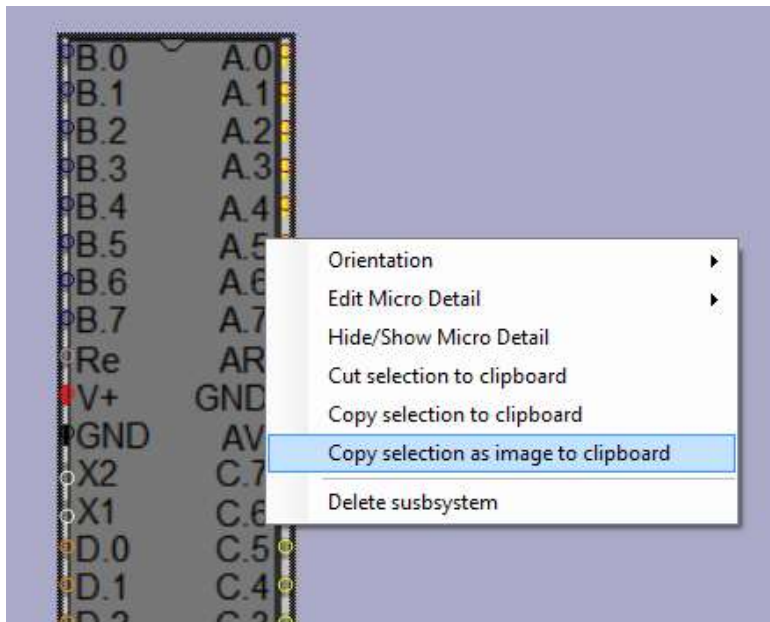 B.0 A.0
B.1 A.1
B.2 A.2
B.3 A.3
B.4 A.4
B.5 A.5
B.6 A.6
B.7 A.7
Re AR
V+ GND
GND AV
X2 C.7
X1 C.6
D.0 C.5
D.1 C.4
D.2 C.3
Orientation
Edit Micro Detail
Hide/Show Micro Detail
Cut selection to clipboard
Copy selection to clipboard
Copy selection as image to clipboard
Delete susbsystem